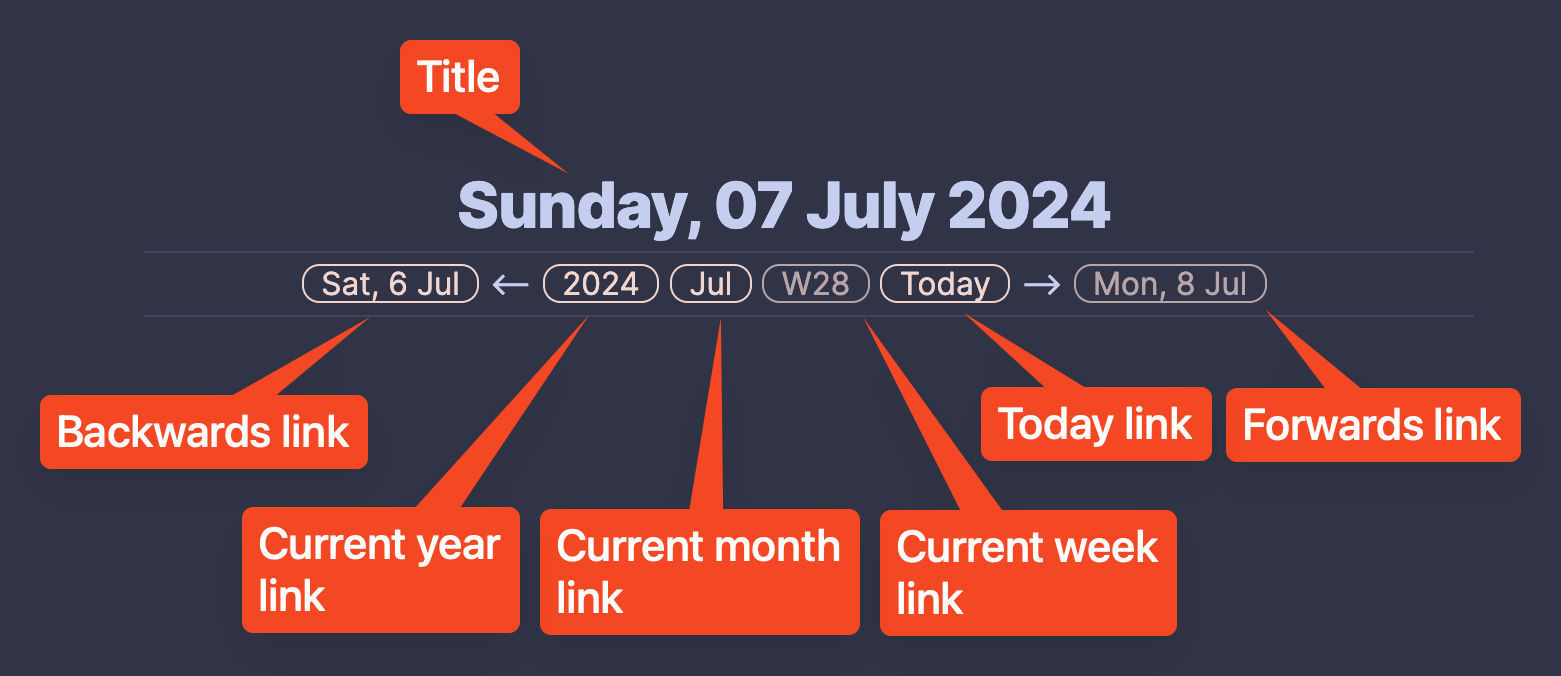 Title
Sunday, 07 July 2024
Sat, 6 Jul ← 2024 Jul W28 Today → Mon, 8 Jul
Backwards link
Today link
Forwards link
Current year
link
Current month
link
Current week
link